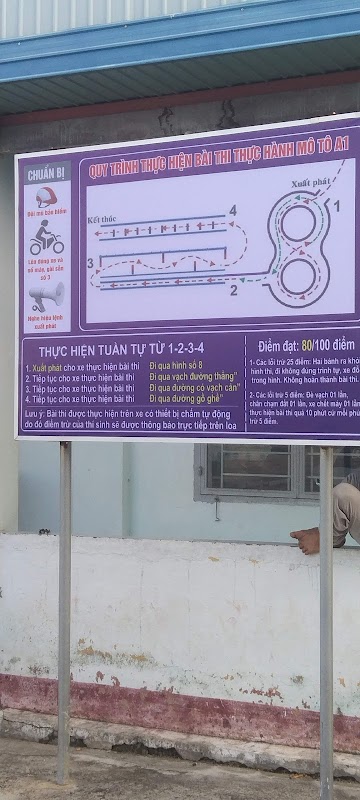 CHUẨN BỊ
QUY TRÌNH THỰC HIỆN BÀI THI THỰC HÀNH MÔ TÔ A1
Đội mũ bảo hiểm
Lên đúng xe và
nổ máy, gài sẵn
số 3
Nghe hiệu lệnh
xuất phát
Xuất phát
1
Kết thúc
4
3
2
THỰC HIỆN TUẦN TỰ TỪ 1-2-3-4
1. Xuất phát cho xe thực hiện bài thi Đi qua hình số 8
2. Tiếp tục cho xe thực hiện bài thi Đi qua vạch đường thẳng"
3. Tiếp tục cho xe thực hiện bài thi Đi qua đường có vạch cản"
4. Tiếp tục cho xe thực hiện bài thi Đi qua đường gồ ghề"
Lưu ý: Bài thi được thực hiện trên xe có thiết bị chấm tự động
do đó điểm trừ của thí sinh sẽ được thông báo trực tiếp trên loa
Điểm đạt: 80/100 điểm
1- Các lỗi trừ 25 điểm: Hai bánh ra khỏ
hình thi, đi không đúng trình tự, xe đổ
trong hình. Không hoàn thành bài thi
2- Các lỗi trừ 5 điểm: Đè vạch 01 lần,
chân chạm đất 01 lần, xe chết máy 01 lần
thực hiện bài thi quá 10 phút cứ mỗi phú
trừ 5 điểm.